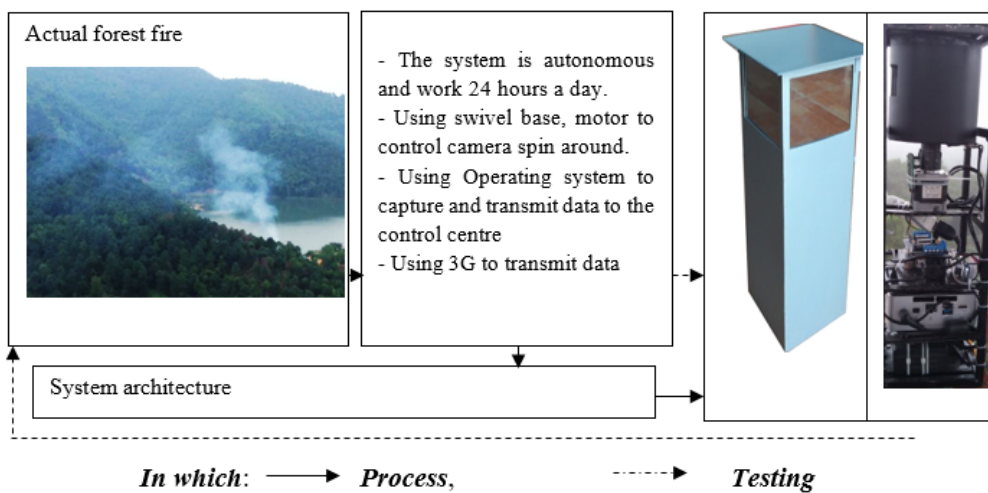 Actual forest fire
- The system is autonomous
and work 24 hours a day.
- Using swivel base, motor to
control camera spin around.
- Using Operating system to
capture and transmit data to the
control centre
- Using 3G to transmit data
System architecture
In which: Process, Testing